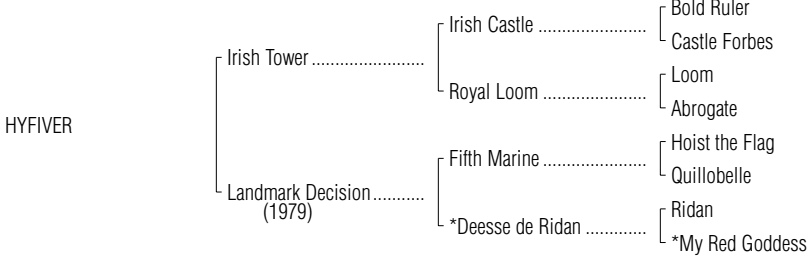 Bold Ruler
Irish Castle .......................
Castle Forbes
Irish Tower ........................
Loom
Royal Loom ......................
Abrogate
HYFIVER
Hoist the Flag
Fifth Marine ......................
Quillobelle
Landmark Decision ...........
(1979)
Ridan
*Deesse de Ridan .............
*My Red Goddess